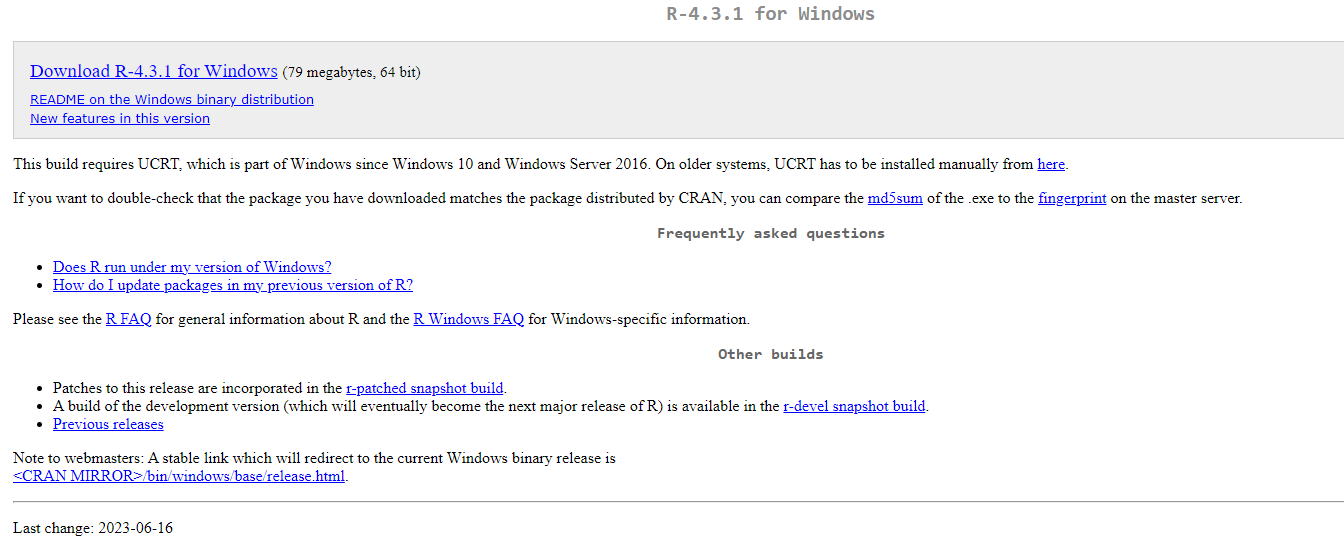 R-4.3.1 for Windows
Download R-4.3.1 for Windows (79 megabytes, 64 bit)
README on the Windows binary distribution
New features in this version
This build requires UCRT, which is part of Windows since Windows 10 and Windows Server 2016. On older systems, UCRT has to be installed manually from here.
If you want to double-check that the package you have downloaded matches the package distributed by CRAN, you can compare the md5sum of the .exe to the fingerprint on the master server.
Frequently asked questions
• Does R run under my version of Windows?
• How do I update packages in my previous version of R?
Please see the R FAQ for general information about R and the R Windows FAQ for Windows-specific information.
Other builds
• Patches to this release are incorporated in the r-patched snapshot build.
• A build of the development version (which will eventually become the next major release of R) is available in the r-devel snapshot build.
• Previous releases
Note to webmasters: A stable link which will redirect to the current Windows binary release is
<CRAN MIRROR>/bin/windows/base/release.html.
Last change: 2023-06-16